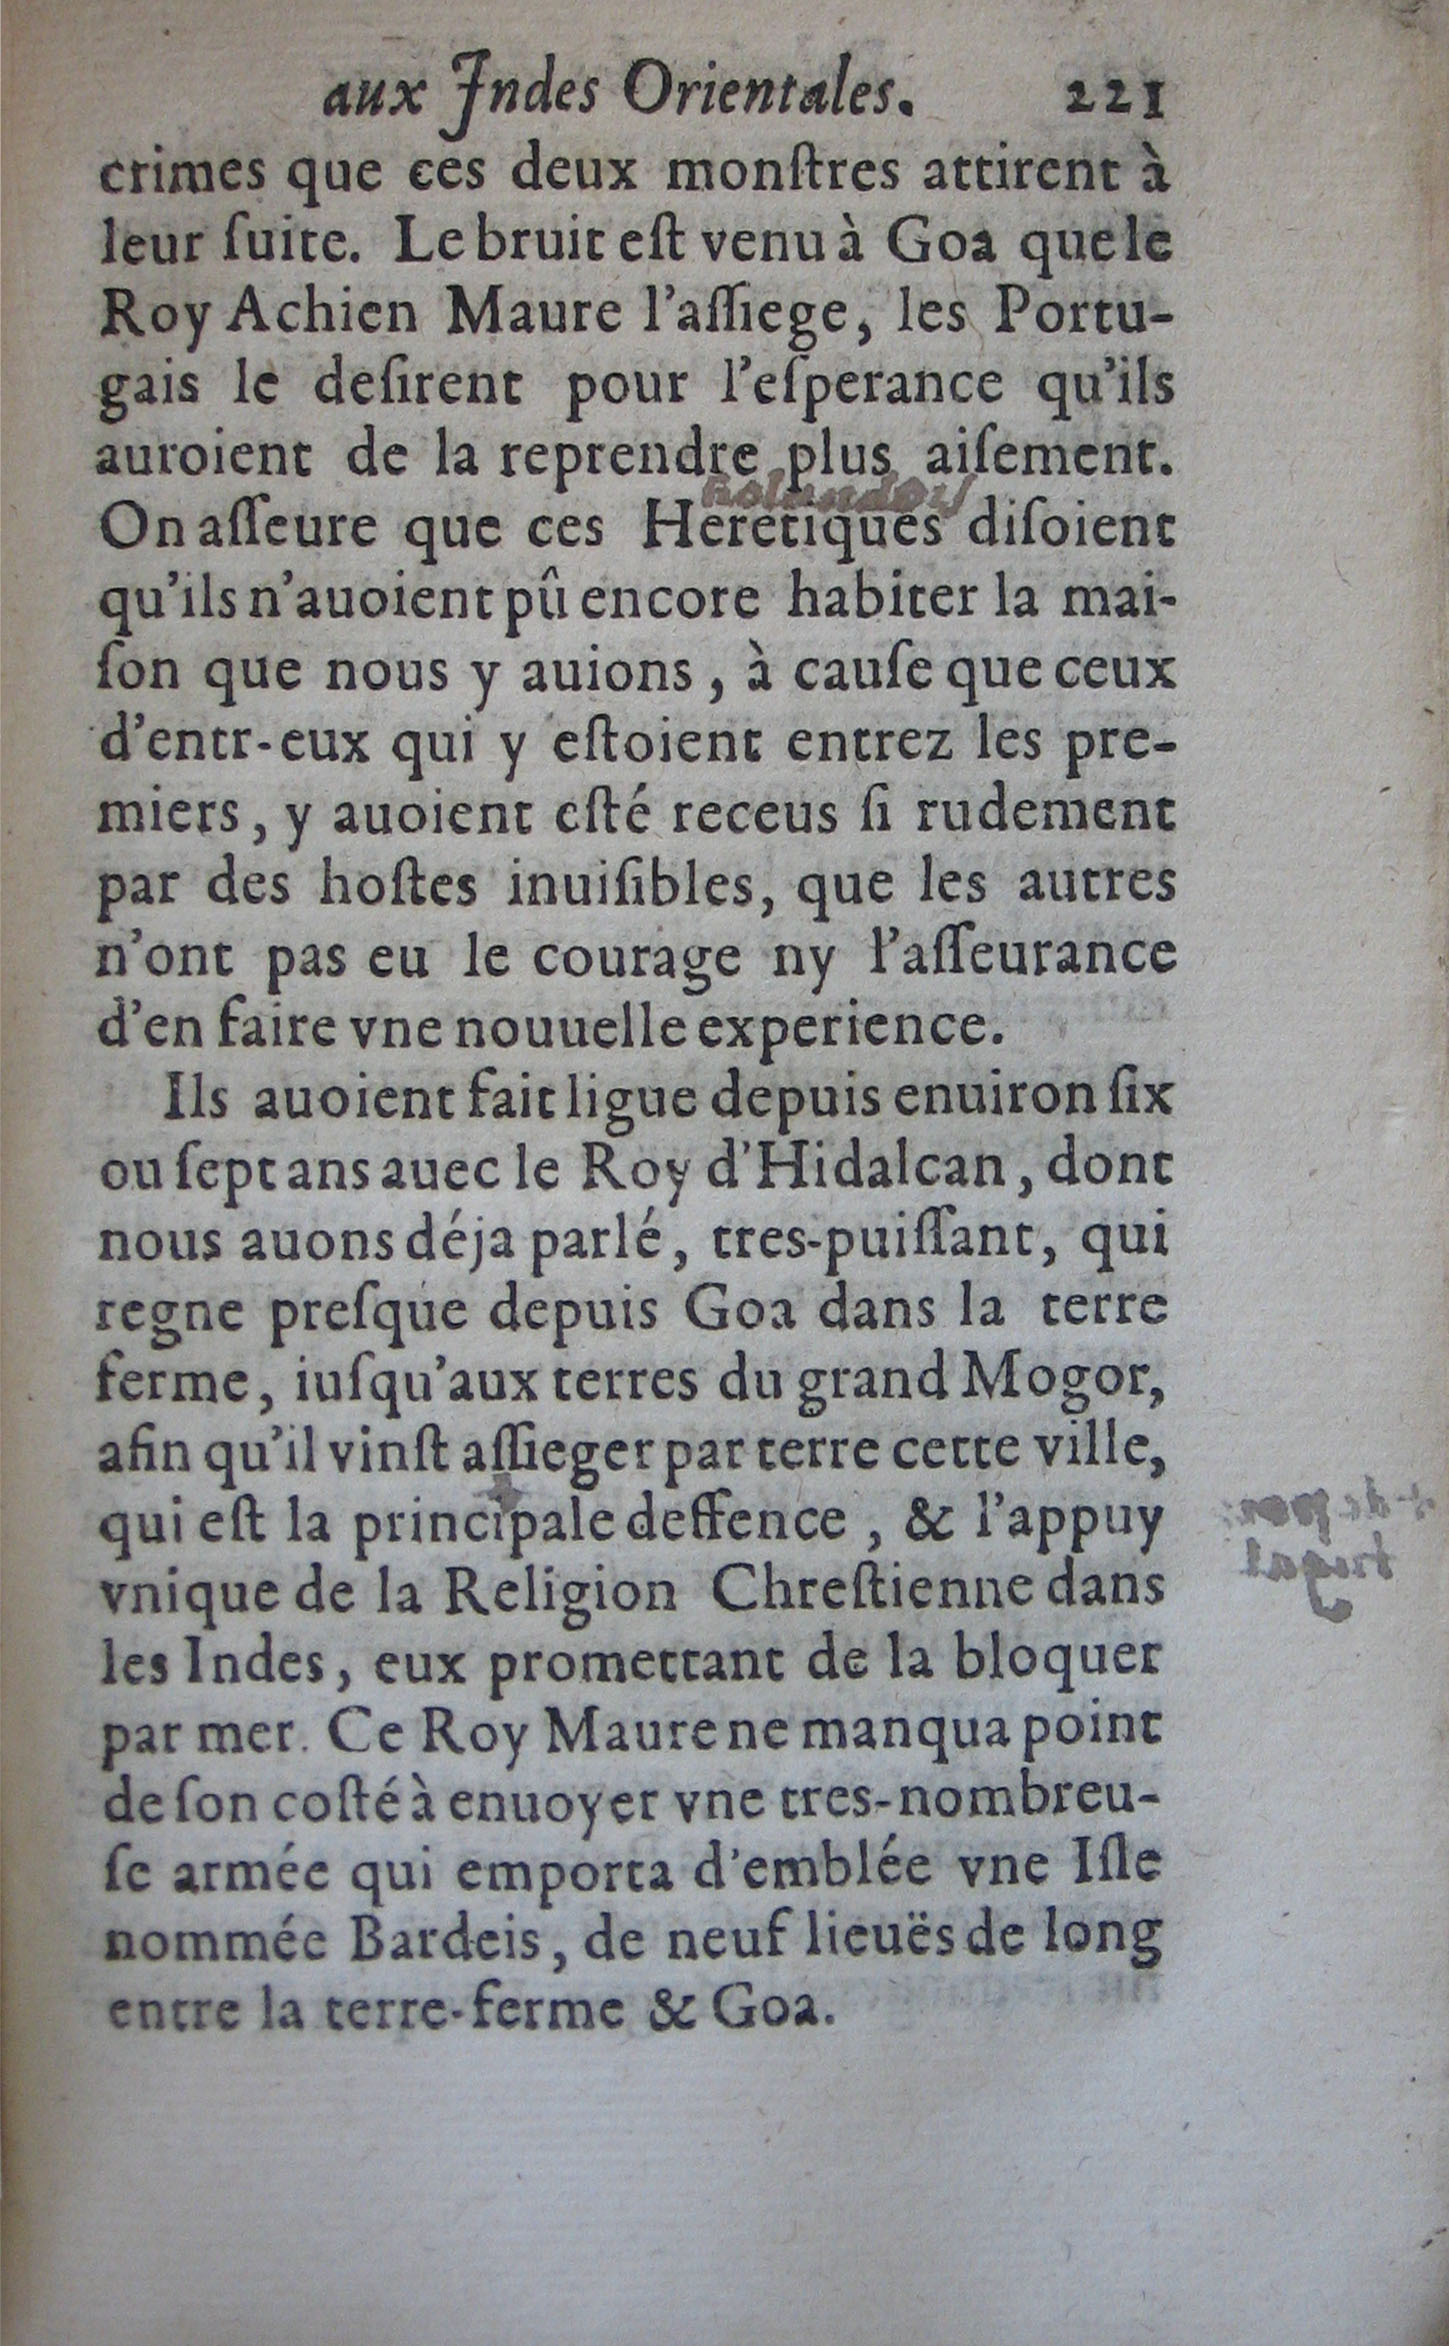 aux Indes Orientales. 221
crimes que ces deux monſtres attirent à
leur ſuite. Le bruit eſt venu à Goa que le
Roy Achien Maure l'aſſiege, les Portu-
gais le deſirent pour l'eſperance qu'ils
auroient de la reprendre plus aiſement.
holandois
On aſſeure que ces Heretiques diſoient
qu'ils n'auoient pû encore habiter la mai-
ſon que nous y auions, à cauſe que ceux
d'entr-eux qui y eſtoient entrez les pre-
miers, y auoient eſté receus ſi rudement
par des hoſtes inuiſibles, que les autres
n'ont pas eu le courage ny l'aſſeurance
d'en faire vne nouuelle experience.
Ils auoient fait ligue depuis enuiron ſix
ou ſept ans auec le Roy d'Hidalcan, dont
nous auons déja parlé, tres-puiſſant, qui
regne preſque depuis Goa dans la terre
ferme, iuſqu'aux terres du grand Mogor,
afin qu'il vinſt aſſieger par terre cette ville,
qui eſt la principale deffence, & l'appuy
vnique de la Religion Chreſtienne dans
les Indes, eux promettant de la bloquer
par mer. Ce Roy Maure ne manqua point
de ſon coſté à enuoyer vne tres-nombreu-
ſe armée qui emporta d'emblée vne Iſle
nommée Bardeis, de neuf lieuës de long
entre la terre-ferme & Goa.